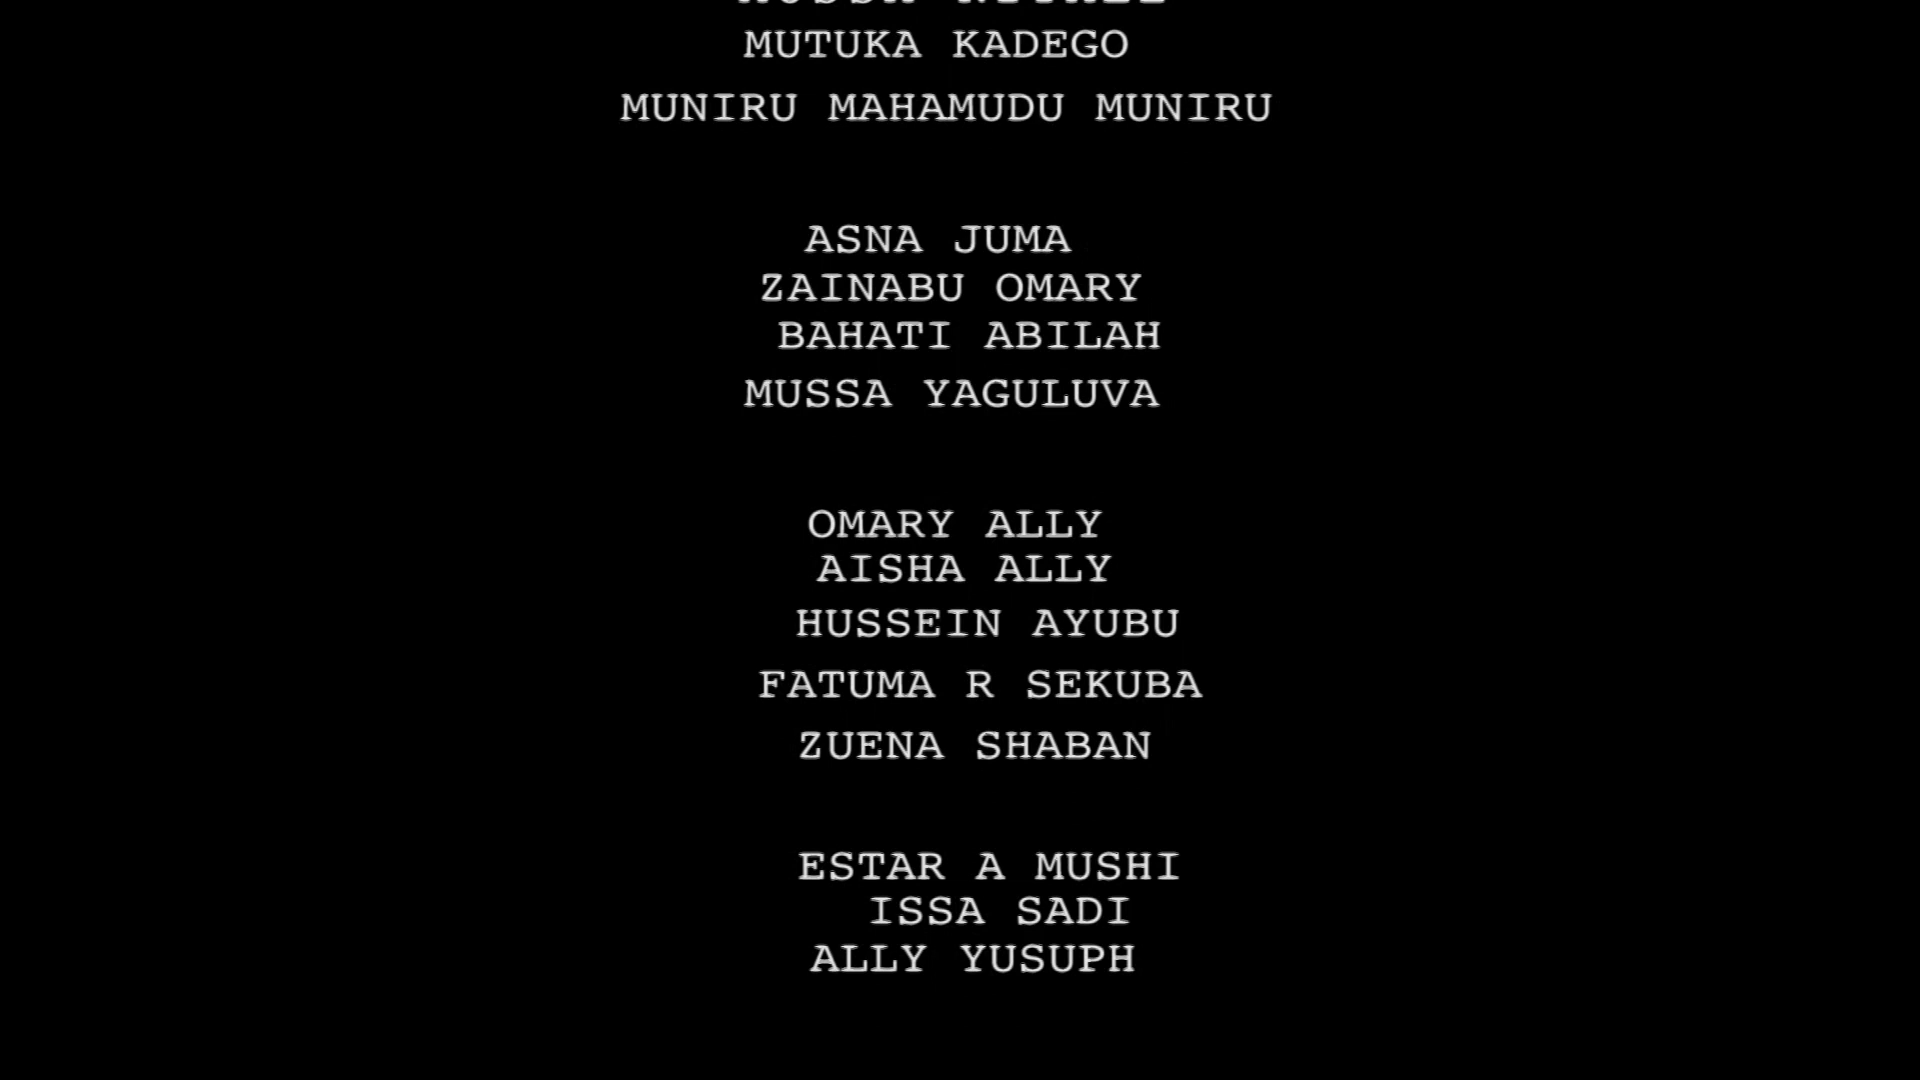 MUTUKA KADEGO
MUNIRU MAHAMUDU MUNIRU
ASNA JUMA
ZAINABU OMARY
BAHATI ABILAH
MUSSA YAGULUVA
OMARY ALLY
AISHA ALLY
HUSSEIN AYUBU
FATUMA R SEKUBA
ZUENA SHABAN
ESTAR A MUSHI
ISSA SADI
ALLY YUSUPH